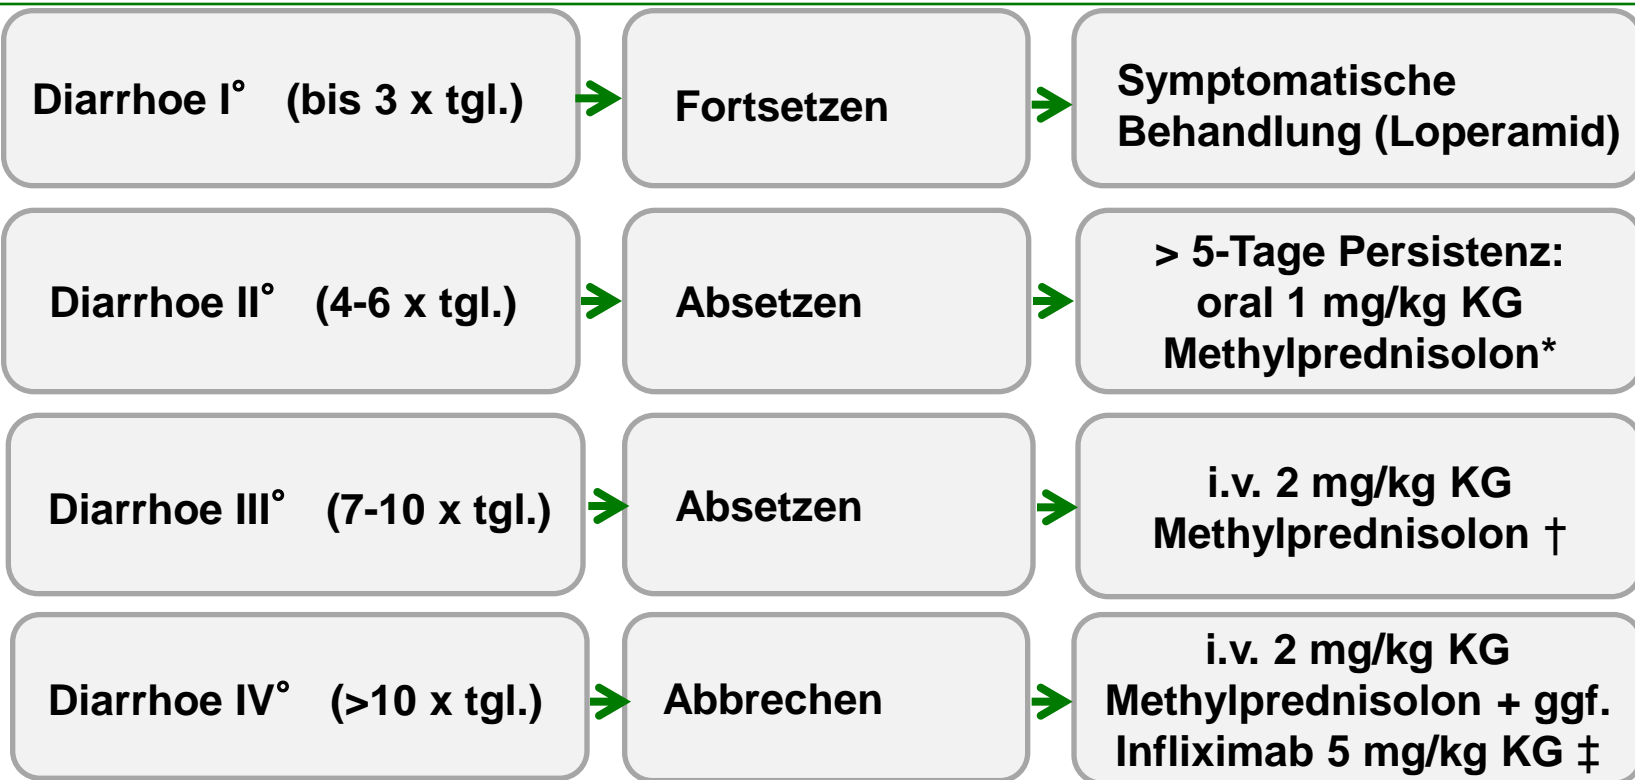 Diarrhoe I° (bis 3 x tgl.)
Fortsetzen
Symptomatische
Behandlung (Loperamid)
Diarrhoe II° (4-6 x tgl.)
Absetzen
> 5-Tage Persistenz:
oral 1 mg/kg KG
Methylprednisolon*
Diarrhoe III° (7-10 x tgl.)
Absetzen
i.v. 2 mg/kg KG
Methylprednisolon †
Diarrhoe IV° (>10 x tgl.)
Abbrechen
i.v. 2 mg/kg KG
Methylprednisolon + ggf.
Infliximab 5 mg/kg KG ‡